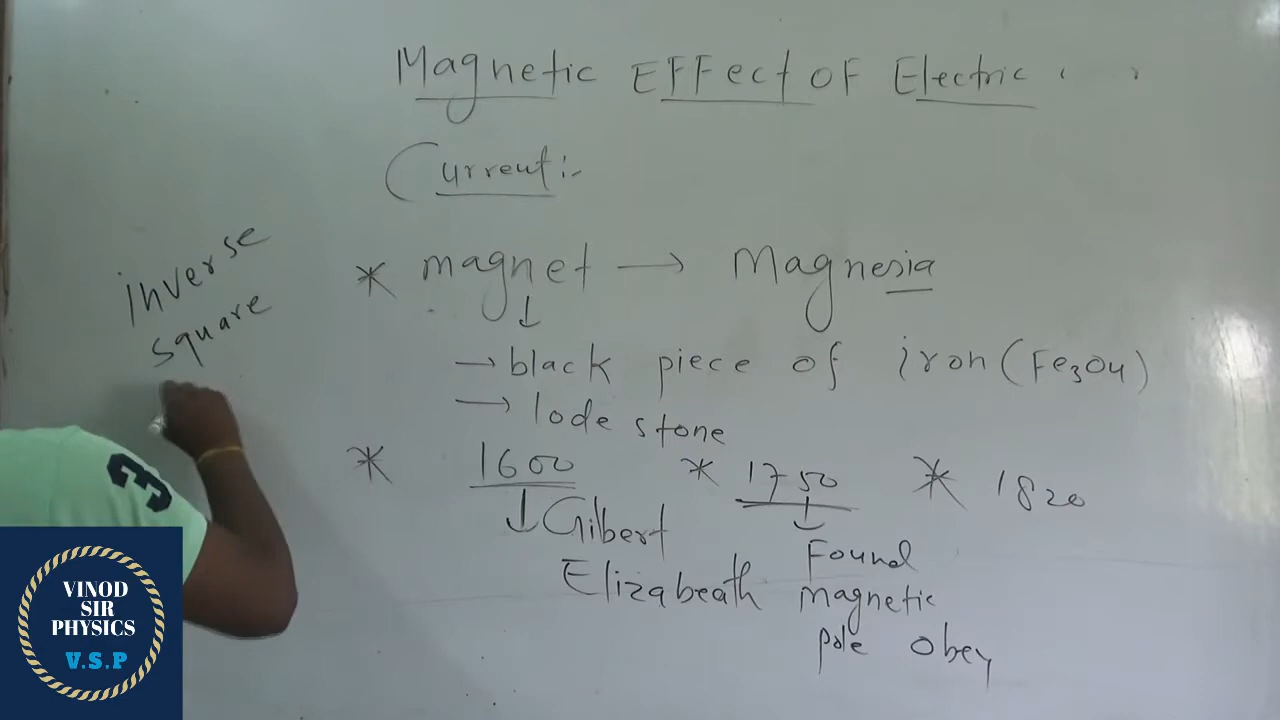 Magnetic EFFect oF Electric
Current:-
* magnet → Magnesia
↓
→ black piece of iron (Fe3O4)
→ lode stone
* 1600 * 1750 * 1820
↓ Gilbert
Elizabeath
↓
Found
magnetic
pole obey
inverse
square
3
VINOD
SIR
PHYSICS
V.S.P